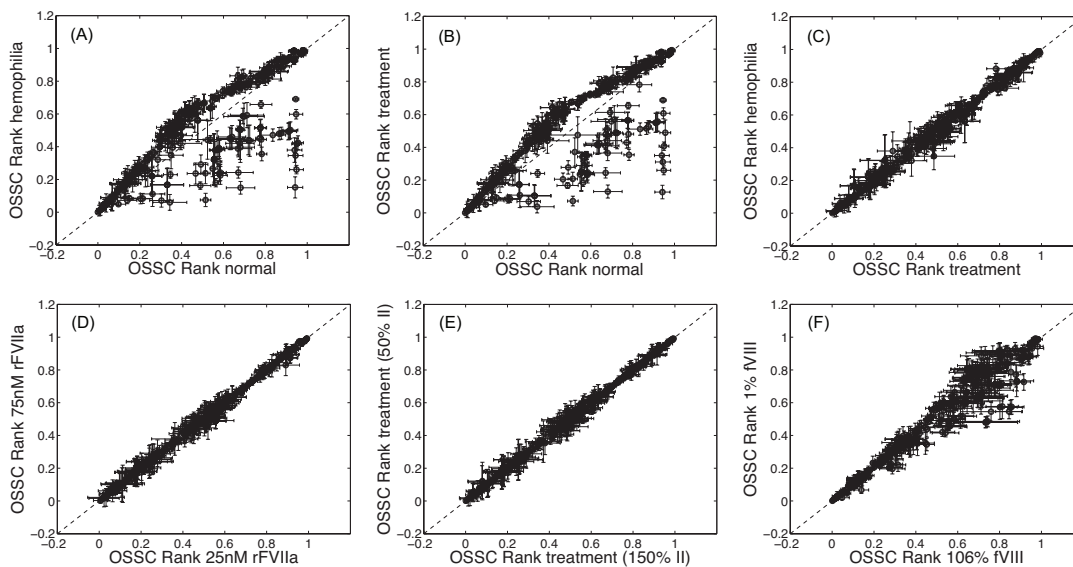 (A)
OSSC Rank hemophilia
1.2
1
0.8
0.6
0.4
0.2
0
−0.2
−0.2 0 0.2 0.4 0.6 0.8 1
OSSC Rank normal
(B)
OSSC Rank treatment
1.2
1
0.8
0.6
0.4
0.2
0
−0.2
−0.2 0 0.2 0.4 0.6 0.8 1
OSSC Rank normal
(C)
OSSC Rank hemophilia
1.2
1
0.8
0.6
0.4
0.2
0
−0.2
−0.2 0 0.2 0.4 0.6 0.8 1
OSSC Rank treatment
(D)
OSSC Rank 75nM rFVIIa
1.2
1
0.8
0.6
0.4
0.2
0
−0.2
−0.2 0 0.2 0.4 0.6 0.8 1
OSSC Rank 25nM rFVIIa
(E)
OSSC Rank treatment (50% II)
1.2
1
0.8
0.6
0.4
0.2
0
−0.2
−0.2 0 0.2 0.4 0.6 0.8 1
OSSC Rank treatment (150% II)
(F)
OSSC Rank 1% fVIII
1.2
1
0.8
0.6
0.4
0.2
0
−0.2
−0.2 0 0.2 0.4 0.6 0.8 1
OSSC Rank 106% fVIII